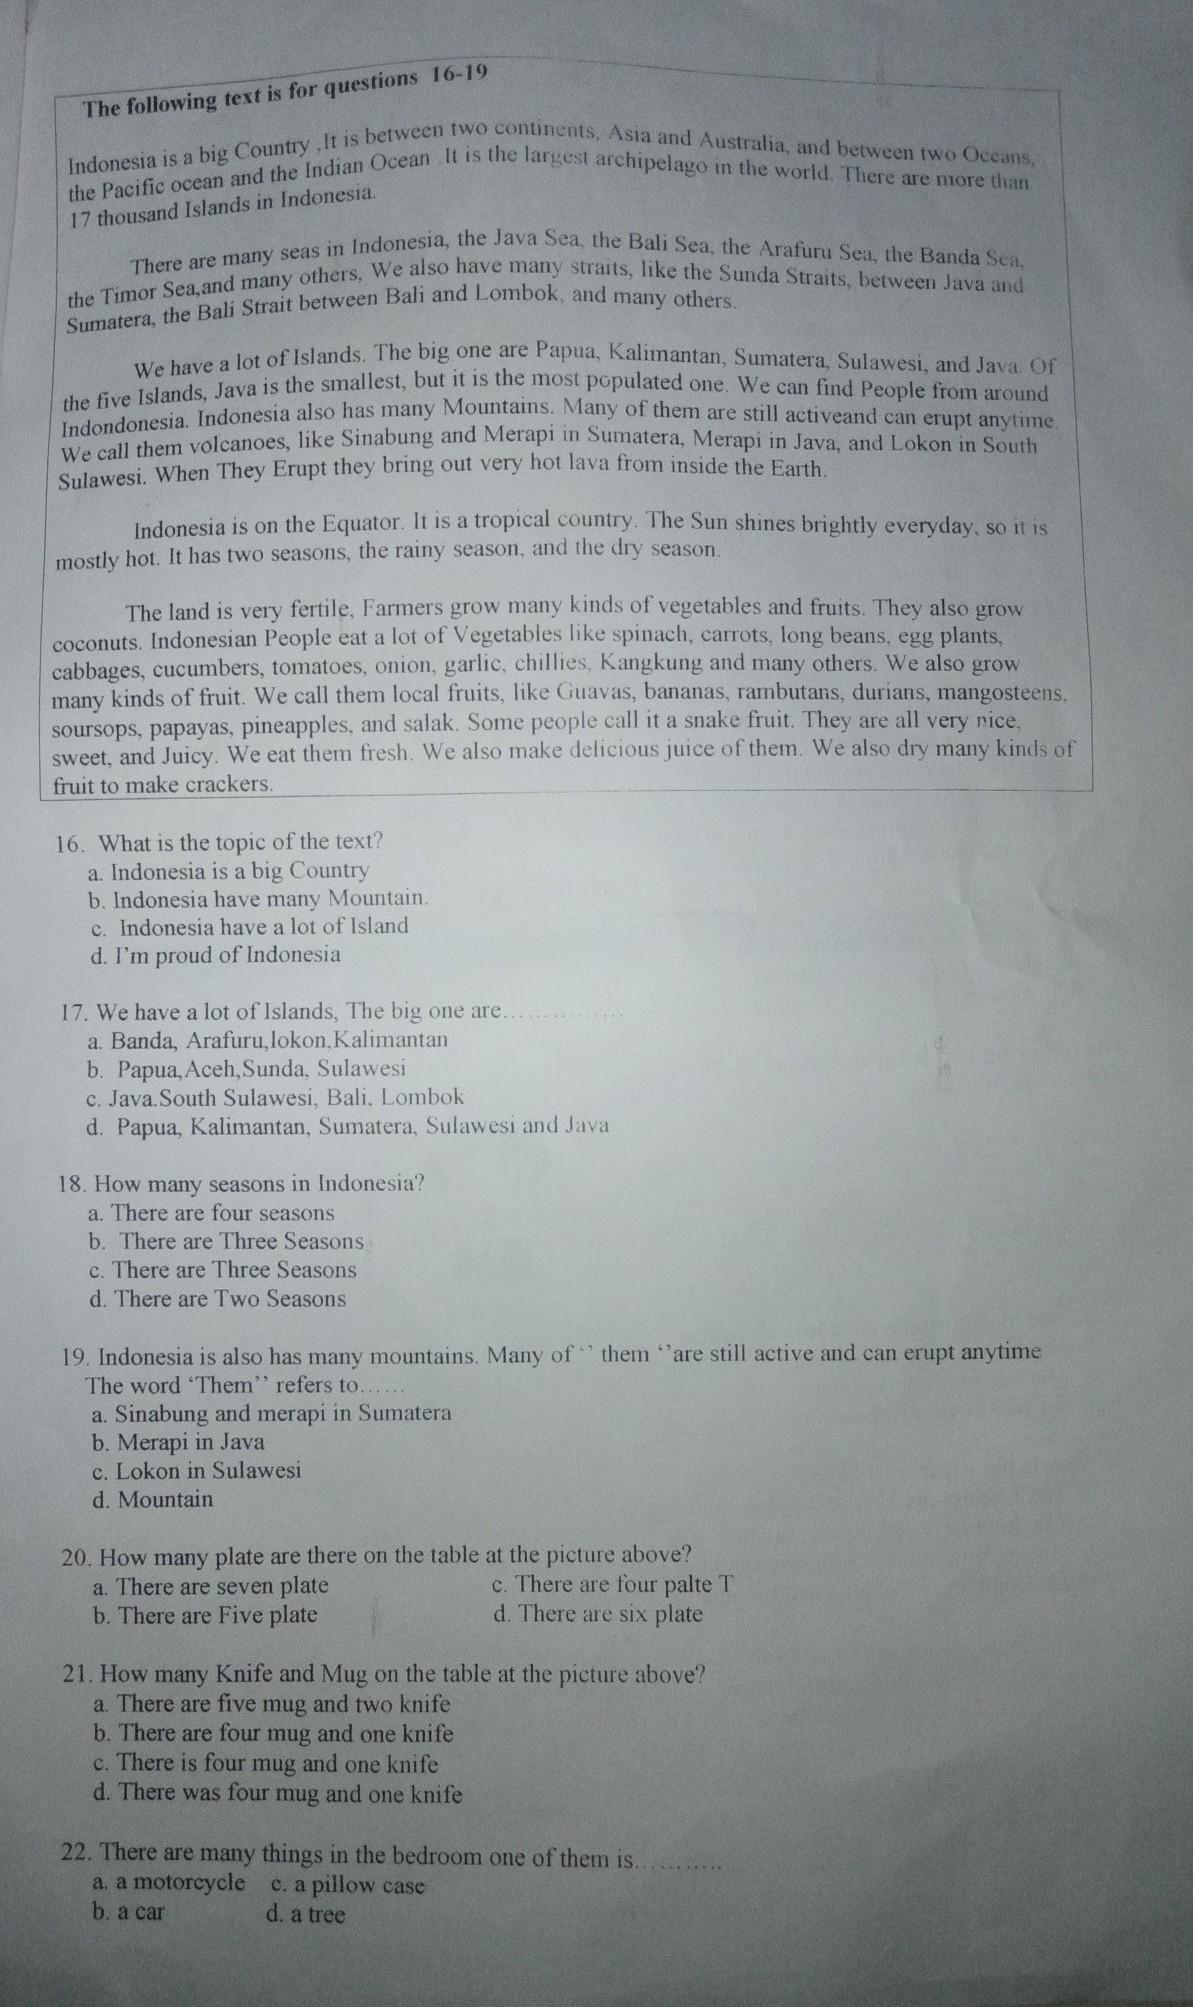 The following text is for questions 16-19
Indonesia is a big Country ,It is between two continents, Asia and Australia, and between two Oceans,
the Pacific ocean and the Indian Ocean .It is the largest archipelago in the world. There are more than
17 thousand Islands in Indonesia.
There are many seas in Indonesia, the Java Sea, the Bali Sea, the Arafuru Sea, the Banda Sea,
the Timor Sea,and many others, We also have many straits, like the Sunda Straits, between Java and
Sumatera, the Bali Strait between Bali and Lombok, and many others.
We have a lot of Islands. The big one are Papua, Kalimantan, Sumatera, Sulawesi, and Java. Of
the five Islands, Java is the smallest, but it is the most populated one. We can find People from around
Indondonesia. Indonesia also has many Mountains. Many of them are still activeand can erupt anytime.
We call them volcanoes, like Sinabung and Merapi in Sumatera, Merapi in Java, and Lokon in South
Sulawesi. When They Erupt they bring out very hot lava from inside the Earth.
Indonesia is on the Equator. It is a tropical country. The Sun shines brightly everyday, so it is
mostly hot. It has two seasons, the rainy season, and the dry season.
The land is very fertile, Farmers grow many kinds of vegetables and fruits. They also grow
coconuts. Indonesian People eat a lot of Vegetables like spinach, carrots, long beans, egg plants,
cabbages, cucumbers, tomatoes, onion, garlic, chillies, Kangkung and many others. We also grow
many kinds of fruit. We call them local fruits, like Guavas, bananas, rambutans, durians, mangosteens,
soursops, papayas, pineapples, and salak. Some people call it a snake fruit. They are all very nice,
sweet, and Juicy. We eat them fresh. We also make delicious juice of them. We also dry many kinds of
fruit to make crackers.
16. What is the topic of the text?
a. Indonesia is a big Country
b. Indonesia have many Mountain.
c. Indonesia have a lot of Island
d. I'm proud of Indonesia
17. We have a lot of Islands, The big one are...............
a. Banda, Arafuru,lokon,Kalimantan
b. Papua,Aceh,Sunda, Sulawesi
c. Java.South Sulawesi, Bali, Lombok
d. Papua, Kalimantan, Sumatera, Sulawesi and Java
18. How many seasons in Indonesia?
a. There are four seasons
b. There are Three Seasons
c. There are Three Seasons
d. There are Two Seasons
19. Indonesia is also has many mountains. Many of '' them ''are still active and can erupt anytime
The word 'Them'' refers to......
a. Sinabung and merapi in Sumatera
b. Merapi in Java
c. Lokon in Sulawesi
d. Mountain
20. How many plate are there on the table at the picture above?
a. There are seven plate c. There are four palte T
b. There are Five plate d. There are six plate
21. How many Knife and Mug on the table at the picture above?
a. There are five mug and two knife
b. There are four mug and one knife
c. There is four mug and one knife
d. There was four mug and one knife
22. There are many things in the bedroom one of them is...........
a. a motorcycle c. a pillow case
b. a car d. a tree